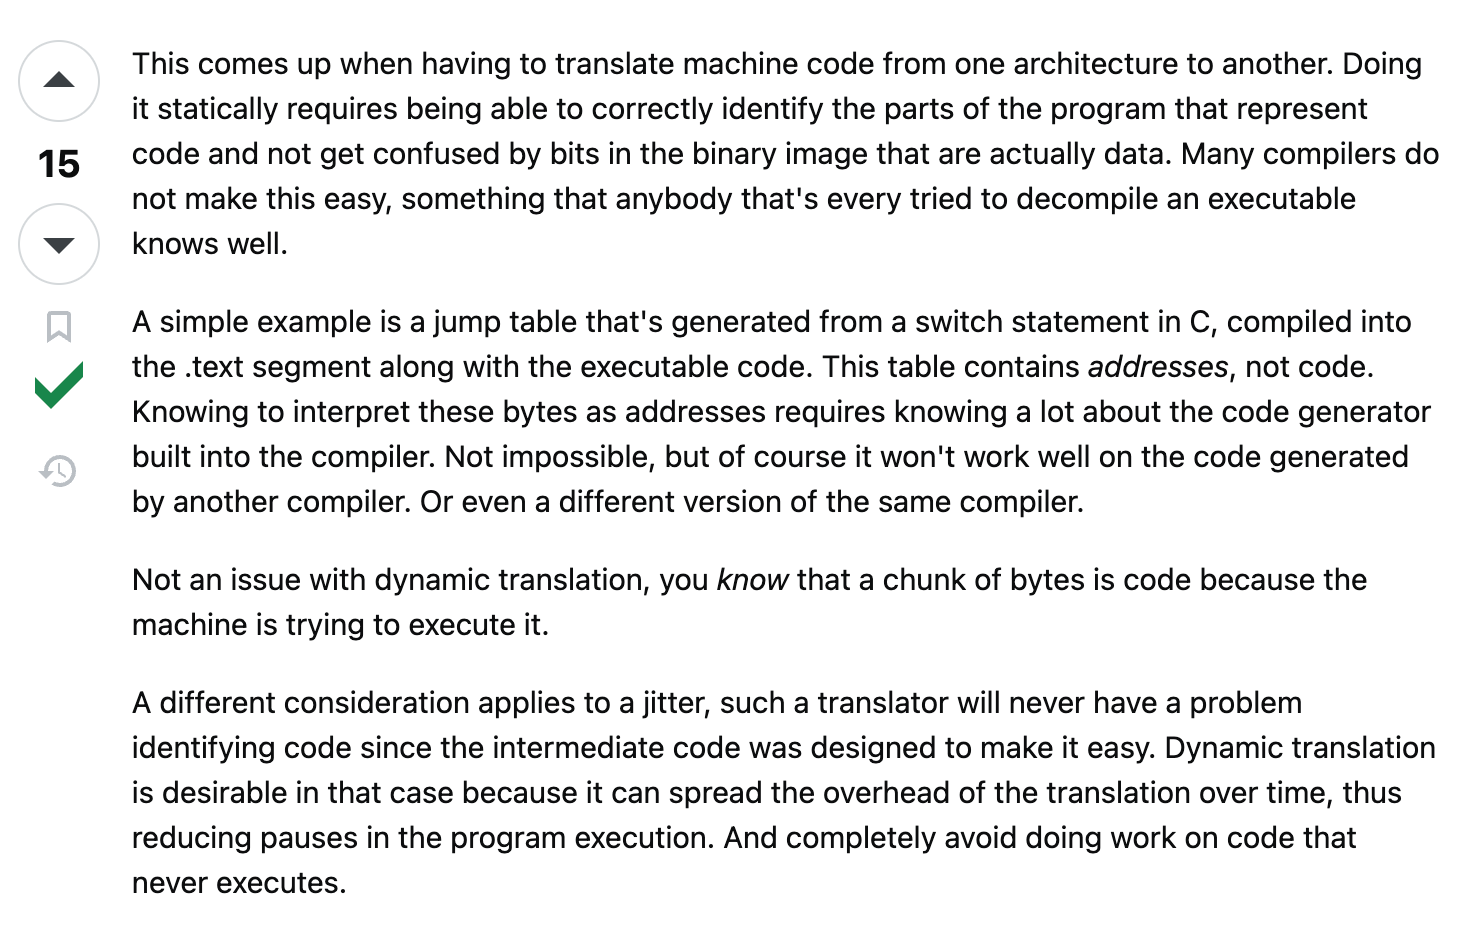 This comes up when having to translate machine code from one architecture to another. Doing
it statically requires being able to correctly identify the parts of the program that represent
15
code and not get confused by bits in the binary image that are actually data. Many compilers do
not make this easy, something that anybody that's every tried to decompile an executable
knows well.
A simple example is a jump table that's generated from a switch statement in C, compiled into
the .text segment along with the executable code. This table contains addresses, not code.
Knowing to interpret these bytes as addresses requires knowing a lot about the code generator
built into the compiler. Not impossible, but of course it won't work well on the code generated
by another compiler. Or even a different version of the same compiler.
Not an issue with dynamic translation, you know that a chunk of bytes is code because the
machine is trying to execute it.
A different consideration applies to a jitter, such a translator will never have a problem
identifying code since the intermediate code was designed to make it easy. Dynamic translation
is desirable in that case because it can spread the overhead of the translation over time, thus
reducing pauses in the program execution. And completely avoid doing work on code that
never executes.